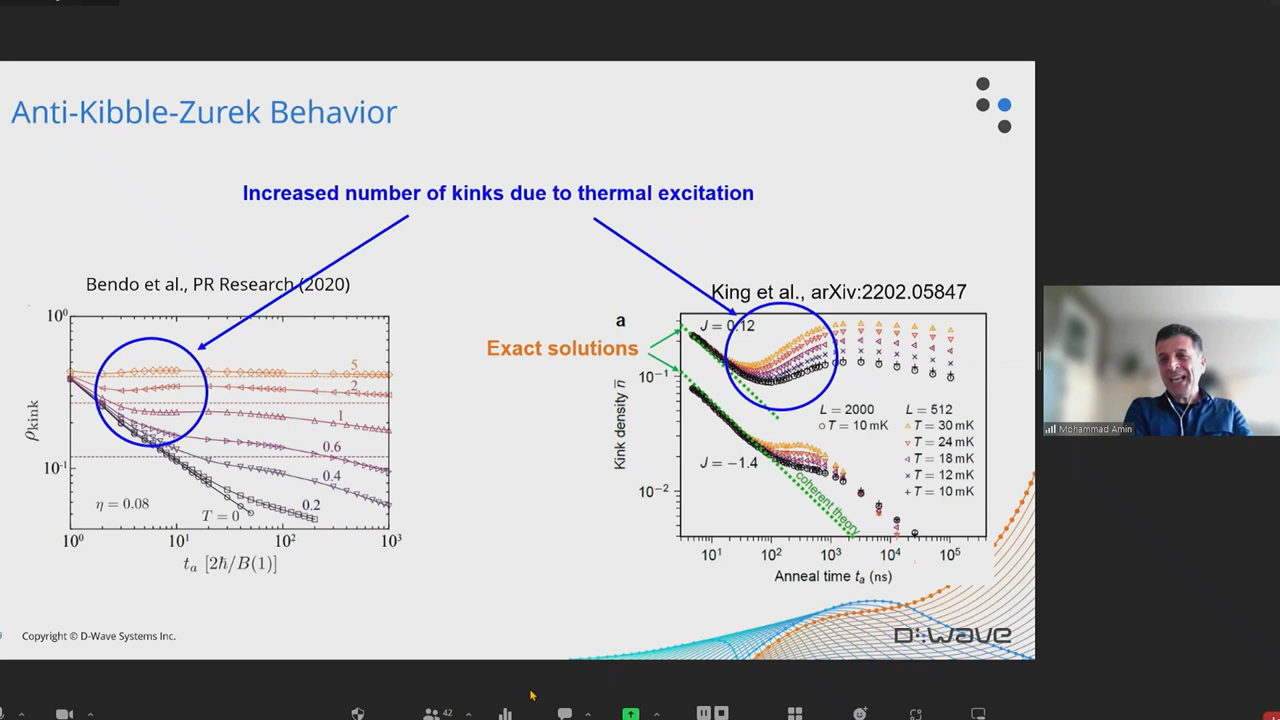 Anti-Kibble-Zurek Behavior
Increased number of kinks due to thermal excitation
Bendo et al., PR Research (2020)
King et al., arXiv:2202.05847
Exact solutions
10⁰
10⁻¹
ρkink
5
2
1
0.6
0.4
0.2
η = 0.08
T = 0
10⁰ 10¹ 10² 10³
tₐ [2ħ/B(1)]
a
J = 0.12
J = −1.4
10⁻¹
10⁻²
Kink density n̅
L = 2000 L = 512
T = 10 mK T = 30 mK
T = 24 mK
T = 18 mK
T = 12 mK
T = 10 mK
coherent theory
10¹ 10² 10³ 10⁴ 10⁵
Anneal time tₐ (ns)
Copyright © D-Wave Systems Inc.
D:WAVE
Mohammad Amin
42